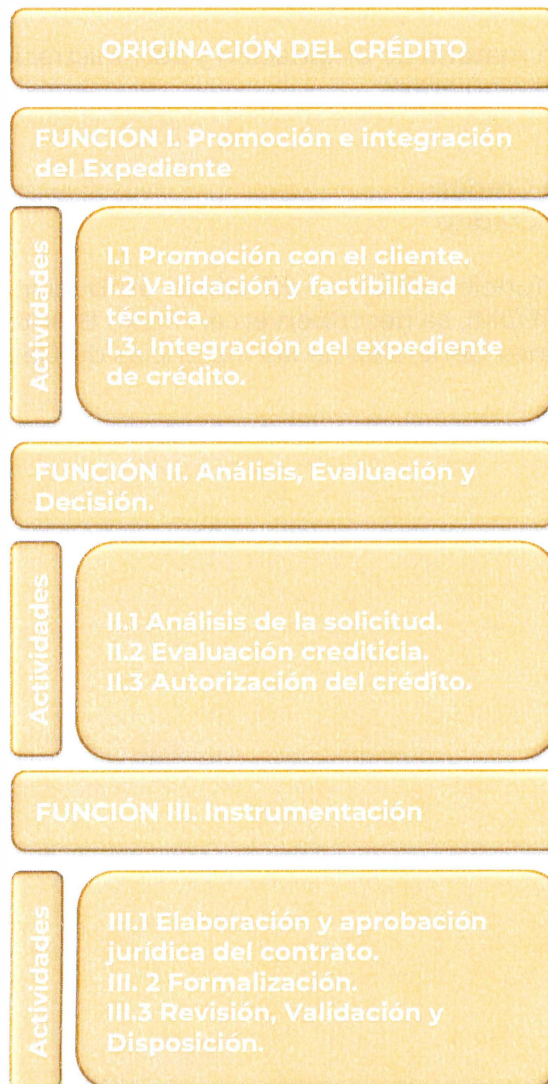 ORIGINACIÓN DEL CRÉDITO
FUNCIÓN I. Promoción e integración
del Expediente
Actividades
I.1 Promoción con el cliente.
I.2 Validación y factibilidad
técnica.
I.3. Integración del expediente
de crédito.
FUNCIÓN II. Análisis, Evaluación y
Decisión.
Actividades
II.1 Análisis de la solicitud.
II.2 Evaluación crediticia.
II.3 Autorización del crédito.
FUNCIÓN III. Instrumentación
Actividades
III.1 Elaboración y aprobación
jurídica del contrato.
III. 2 Formalización.
III.3 Revisión, Validación y
Disposición.